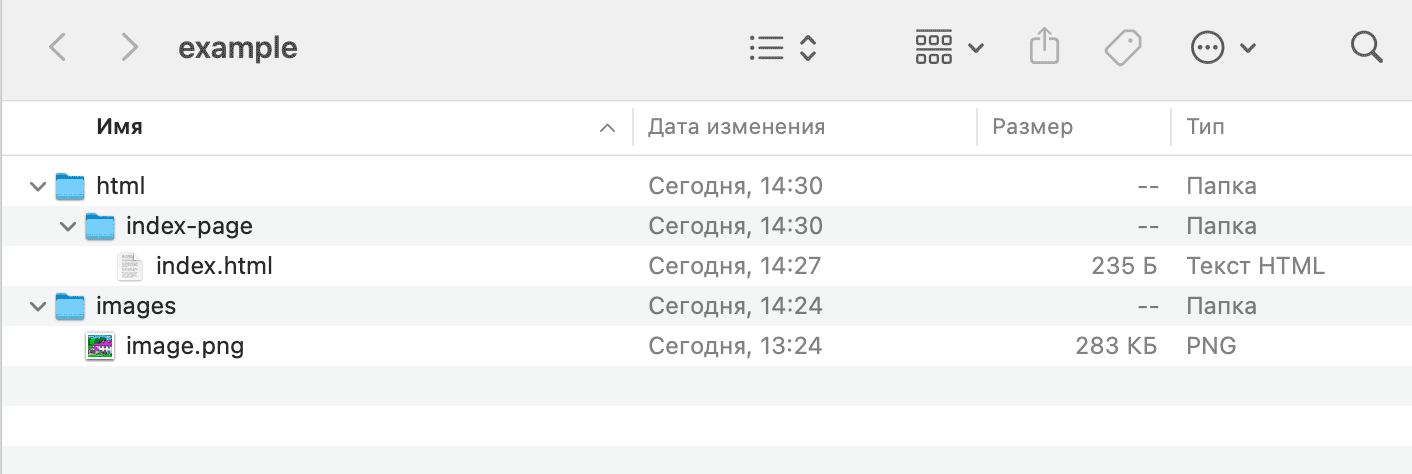 example
Имя Дата изменения Размер Тип
html Сегодня, 14:30 -- Папка
index-page Сегодня, 14:30 -- Папка
index.html Сегодня, 14:27 235 Б Текст HTML
images Сегодня, 14:24 -- Папка
image.png Сегодня, 13:24 283 КБ PNG